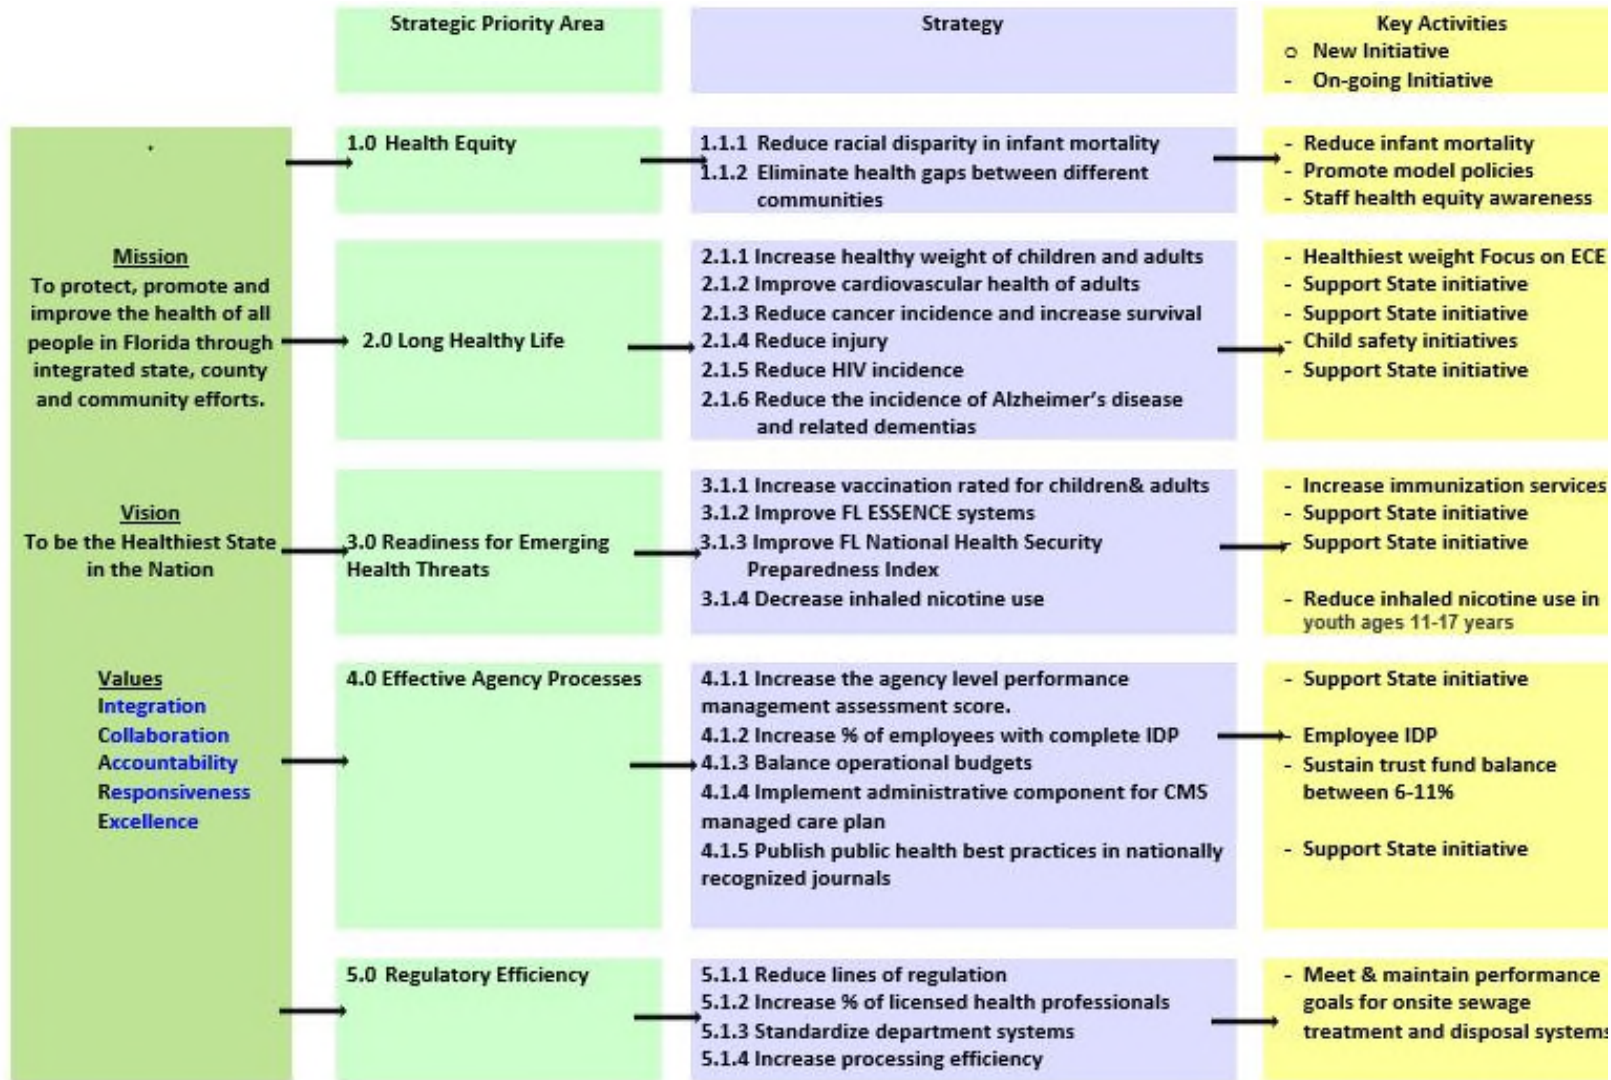 Strategic Priority Area
Strategy
Key Activities
o New Initiative
- On-going Initiative
.
Mission
To protect, promote and
improve the health of all
people in Florida through
integrated state, county
and community efforts.
Vision
To be the Healthiest State
in the Nation
Values
Integration
Collaboration
Accountability
Responsiveness
Excellence
1.0 Health Equity
1.1.1 Reduce racial disparity in infant mortality
1.1.2 Eliminate health gaps between different
communities
- Reduce infant mortality
- Promote model policies
- Staff health equity awareness
2.0 Long Healthy Life
2.1.1 Increase healthy weight of children and adults
2.1.2 Improve cardiovascular health of adults
2.1.3 Reduce cancer incidence and increase survival
2.1.4 Reduce injury
2.1.5 Reduce HIV incidence
2.1.6 Reduce the incidence of Alzheimer's disease
and related dementias
- Healthiest weight Focus on ECE
- Support State initiative
- Support State initiative
- Child safety initiatives
- Support State initiative
3.0 Readiness for Emerging
Health Threats
3.1.1 Increase vaccination rated for children& adults
3.1.2 Improve FL ESSENCE systems
3.1.3 Improve FL National Health Security
Preparedness Index
3.1.4 Decrease inhaled nicotine use
- Increase immunization services
- Support State initiative
- Support State initiative
- Reduce inhaled nicotine use in
youth ages 11-17 years
4.0 Effective Agency Processes
4.1.1 Increase the agency level performance
management assessment score.
4.1.2 Increase % of employees with complete IDP
4.1.3 Balance operational budgets
4.1.4 Implement administrative component for CMS
managed care plan
4.1.5 Publish public health best practices in nationally
recognized journals
- Support State initiative
- Employee IDP
- Sustain trust fund balance
between 6-11%
- Support State initiative
5.0 Regulatory Efficiency
5.1.1 Reduce lines of regulation
5.1.2 Increase % of licensed health professionals
5.1.3 Standardize department systems
5.1.4 Increase processing efficiency
- Meet & maintain performance
goals for onsite sewage
treatment and disposal systems